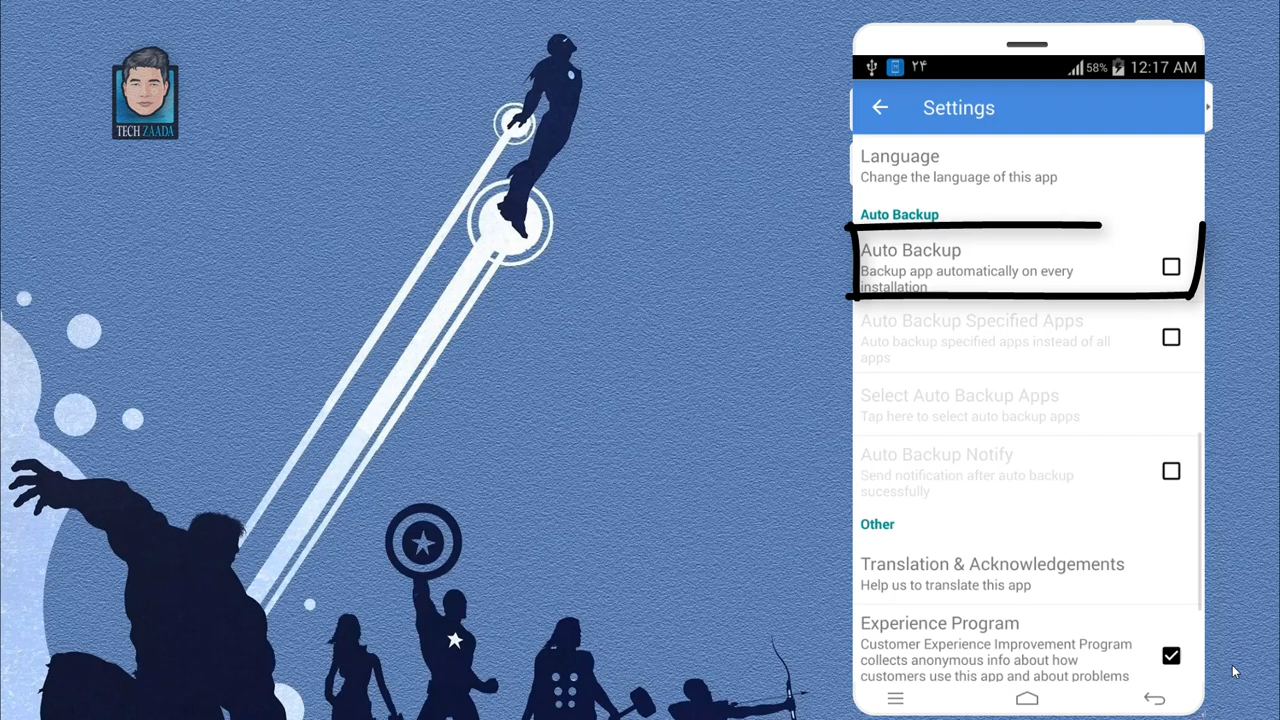 TECH ZAADA
۲۴ 58% 12:17 AM
Settings
Language
Change the language of this app
Auto Backup
Auto Backup
Backup app automatically on every
installation
Auto Backup Specified Apps
Auto backup specified apps instead of all
apps
Select Auto Backup Apps
Tap here to select auto backup apps
Auto Backup Notify
Send notification after auto backup
sucessfully
Other
Translation & Acknowledgements
Help us to translate this app
Experience Program
Customer Experience Improvement Program
collects anonymous info about how
customers use this app and about problems